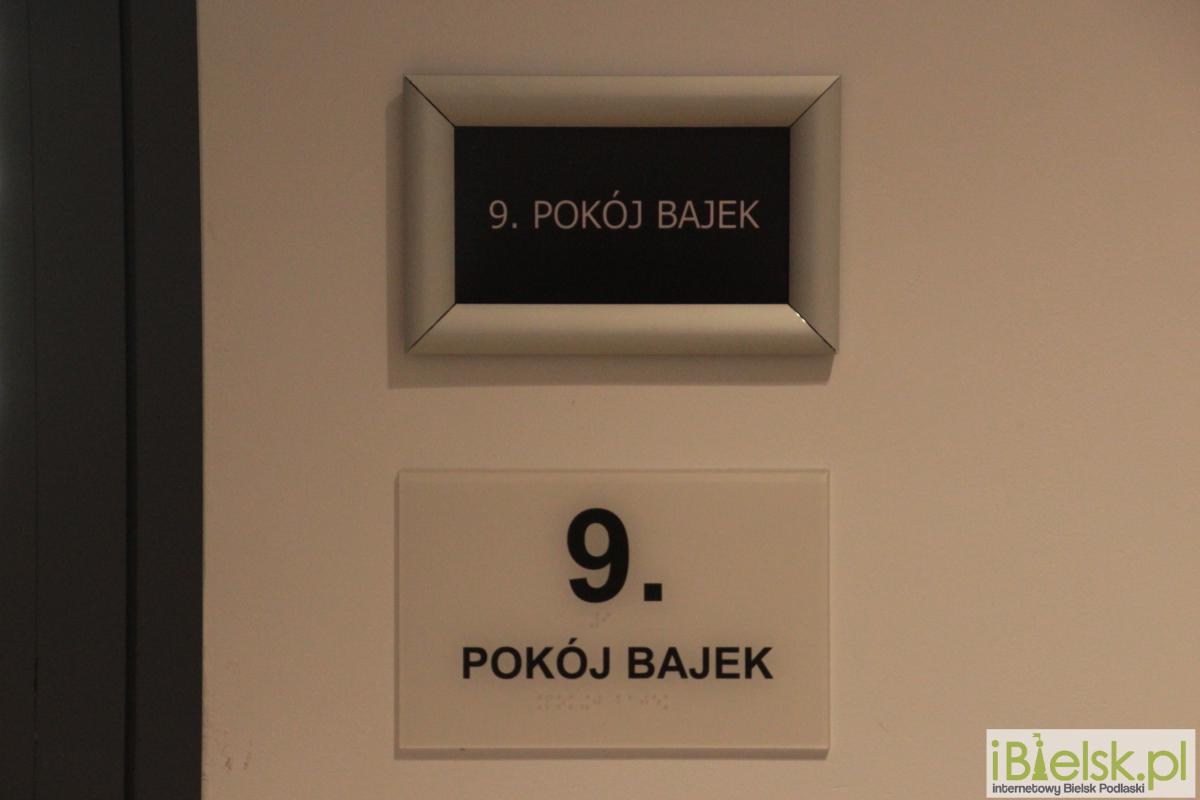 9. POKÓJ BAJEK
9.
POKÓJ BAJEK
iBielsk.pl
internetowy Bielsk Podlaski